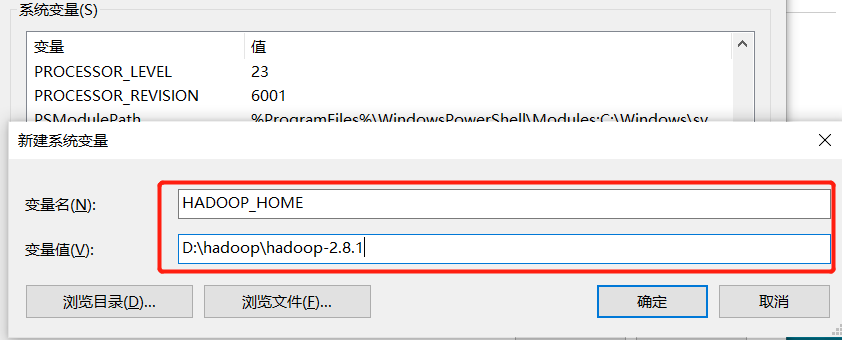 系统变量(S)
变量 值
PROCESSOR_LEVEL 23
PROCESSOR_REVISION 6001
PSModulePath %ProgramFiles%\WindowsPowerShell\Modules;C:\Windows\sy
新建系统变量
变量名(N): HADOOP_HOME
变量值(V): D:\hadoop\hadoop-2.8.1
浏览目录(D)... 浏览文件(F)... 确定 取消